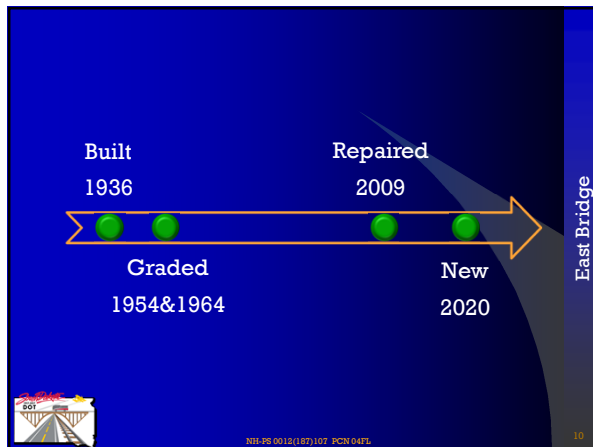 Built
1936
Repaired
2009
Graded
1954&1964
New
2020
East Bridge
DOT
NH-PS 0012(187)107 PCN 04FL
10